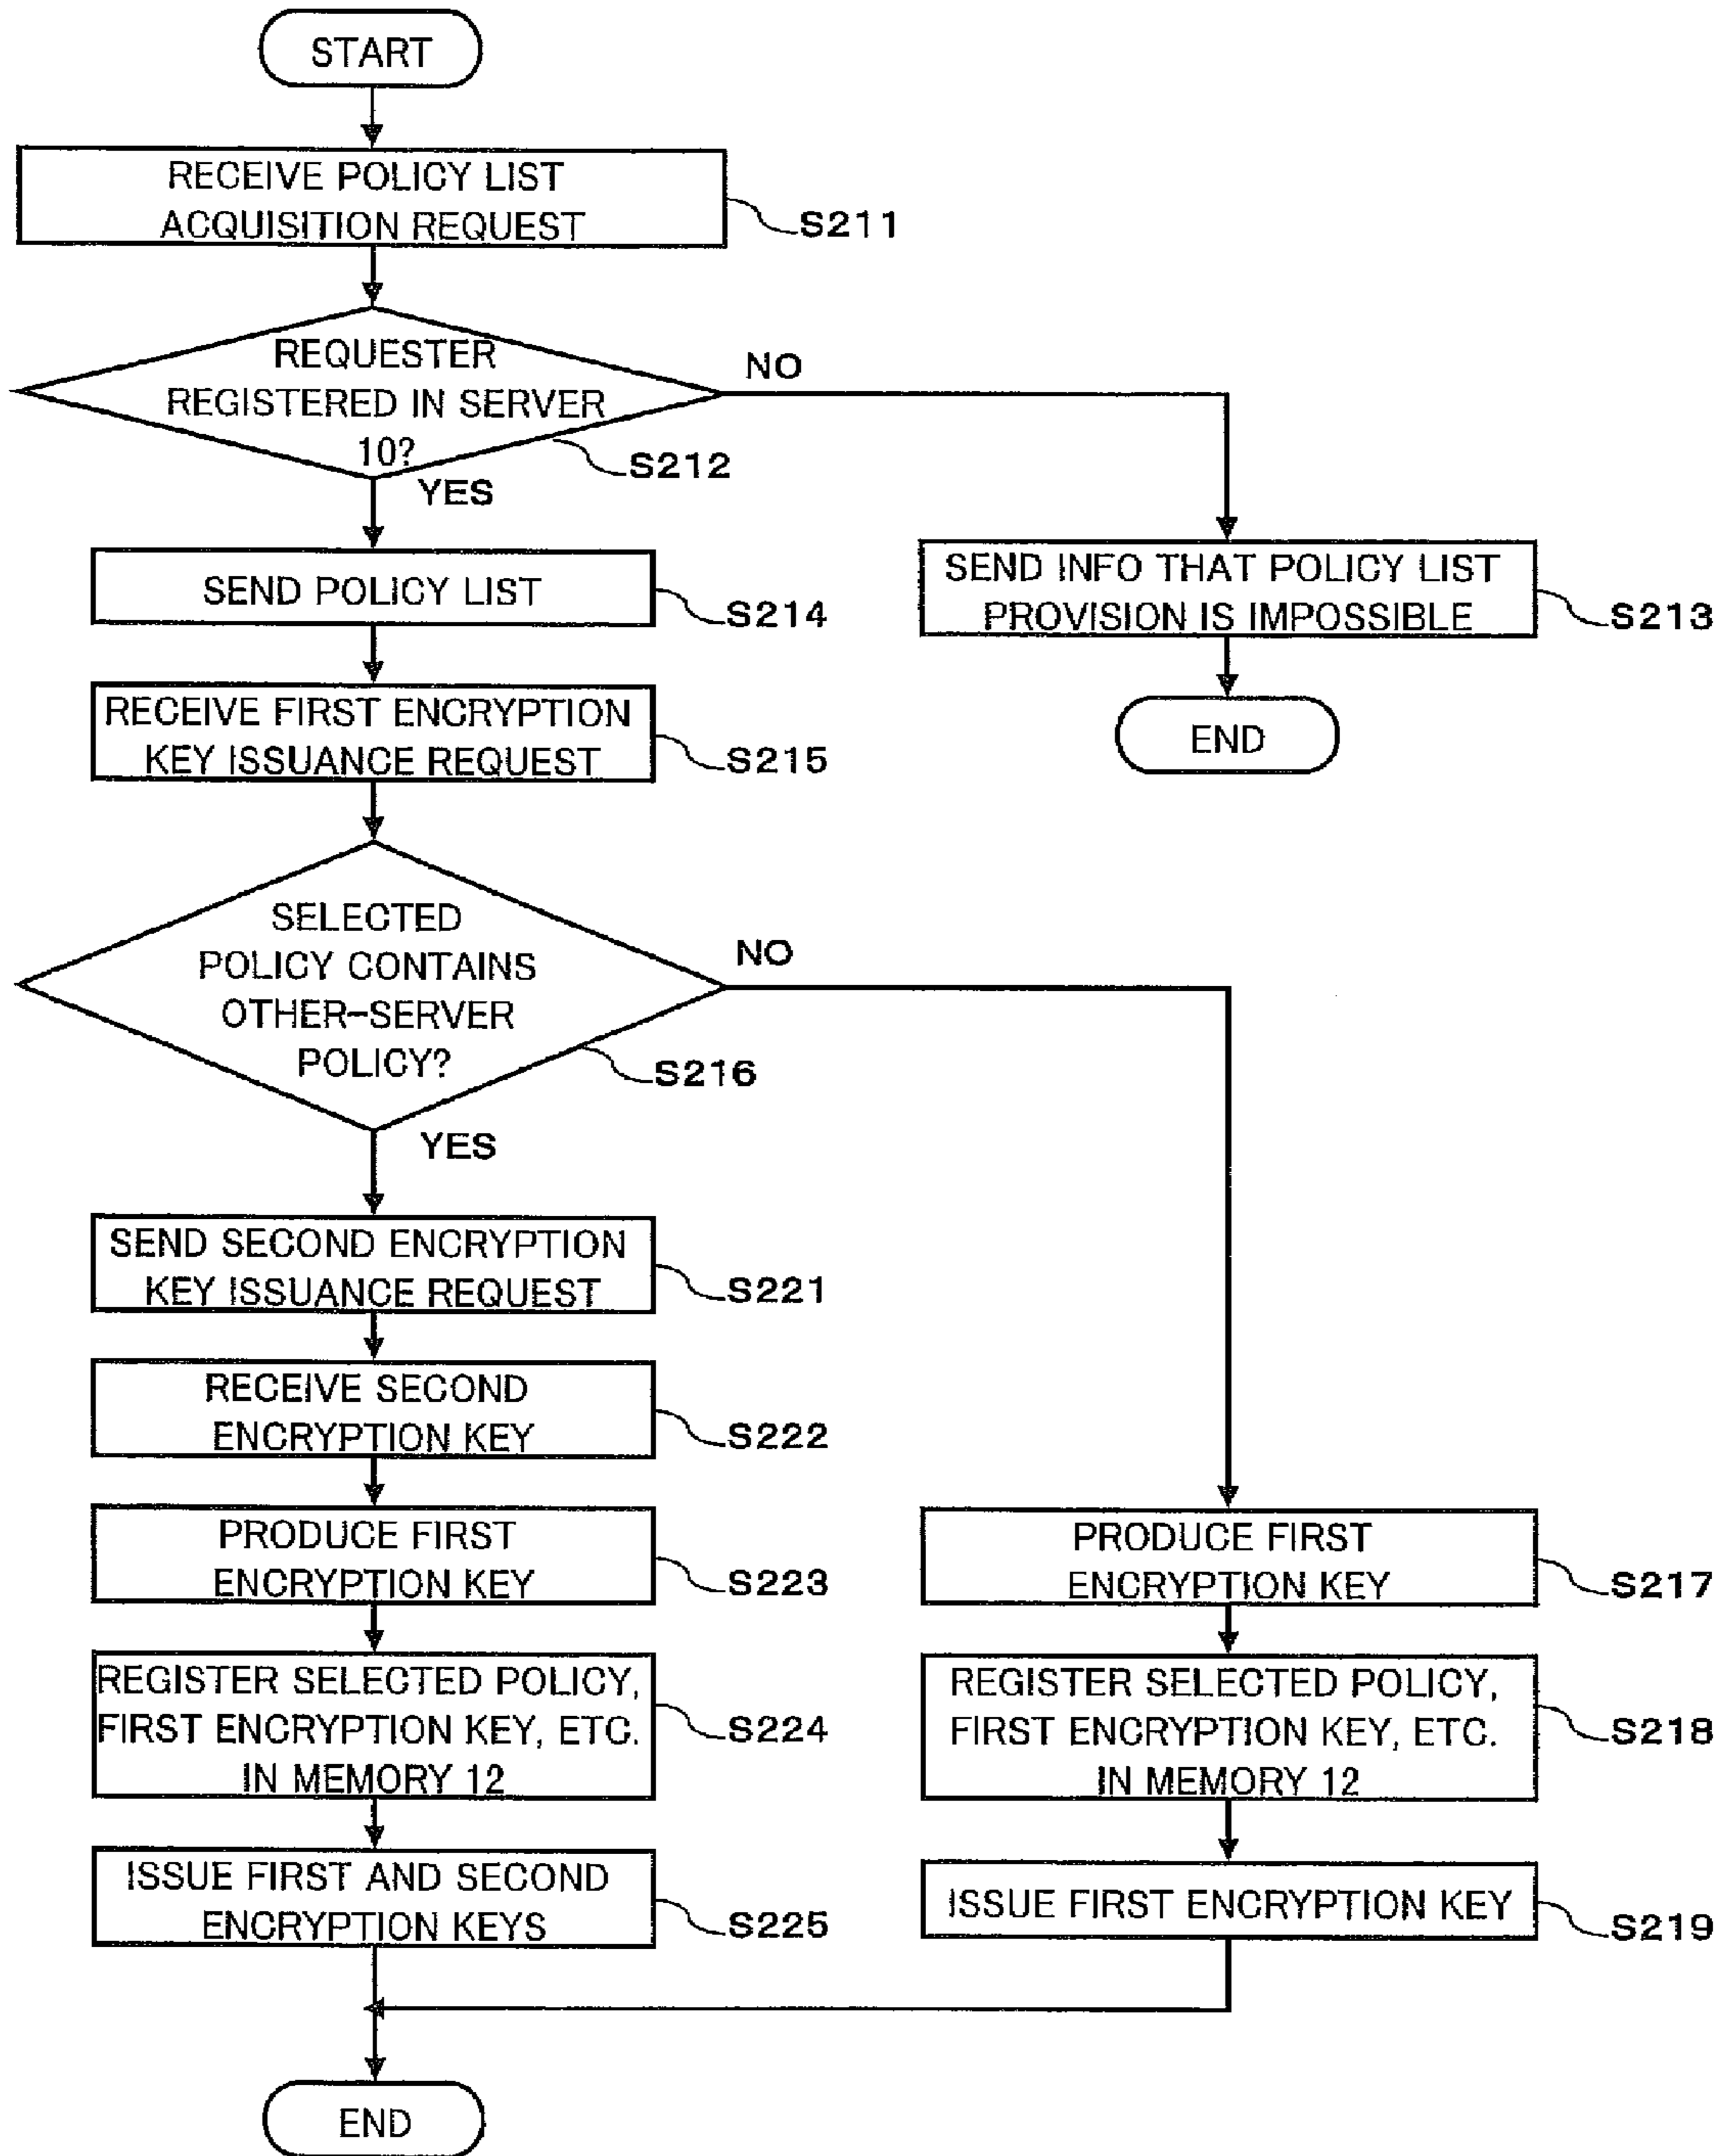 START
RECEIVE POLICY LIST
ACQUISITION REQUEST
S211
REQUESTER
REGISTERED IN SERVER
10?
S212
NO
YES
SEND POLICY LIST
S214
SEND INFO THAT POLICY LIST
PROVISION IS IMPOSSIBLE
S213
END
RECEIVE FIRST ENCRYPTION
KEY ISSUANCE REQUEST
S215
SELECTED
POLICY CONTAINS
OTHER-SERVER
POLICY?
S216
NO
YES
SEND SECOND ENCRYPTION
KEY ISSUANCE REQUEST
S221
RECEIVE SECOND
ENCRYPTION KEY
S222
PRODUCE FIRST
ENCRYPTION KEY
S223
REGISTER SELECTED POLICY,
FIRST ENCRYPTION KEY, ETC.
IN MEMORY 12
S224
ISSUE FIRST AND SECOND
ENCRYPTION KEYS
S225
PRODUCE FIRST
ENCRYPTION KEY
S217
REGISTER SELECTED POLICY,
FIRST ENCRYPTION KEY, ETC.
IN MEMORY 12
S218
ISSUE FIRST ENCRYPTION KEY
S219
END